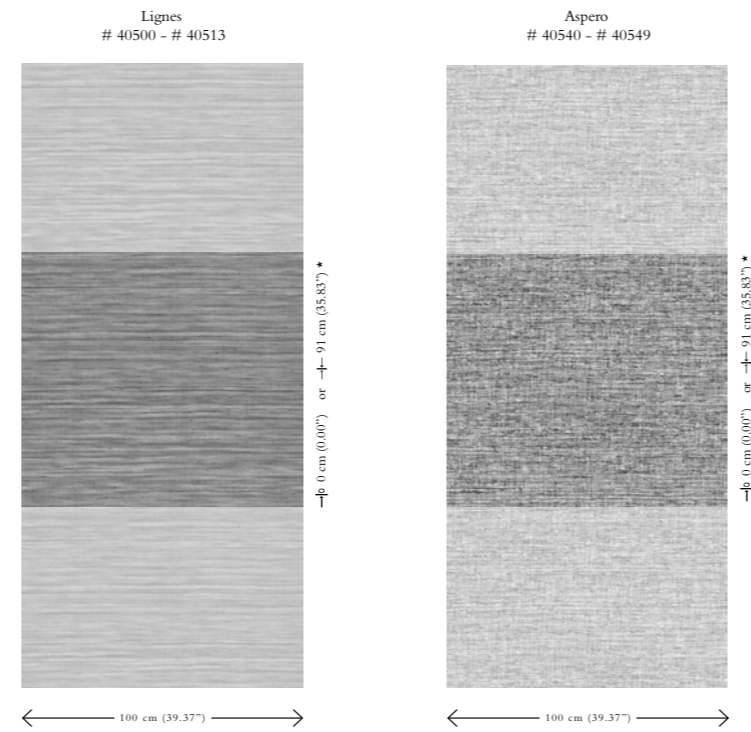 Lignes
# 40500 - # 40513
Aspero
# 40540 - # 40549
0 cm (0.00”) or 91 cm (35.83”) ★
0 cm (0.00”) or 91 cm (35.83”) ★
100 cm (39.37”)
100 cm (39.37”)